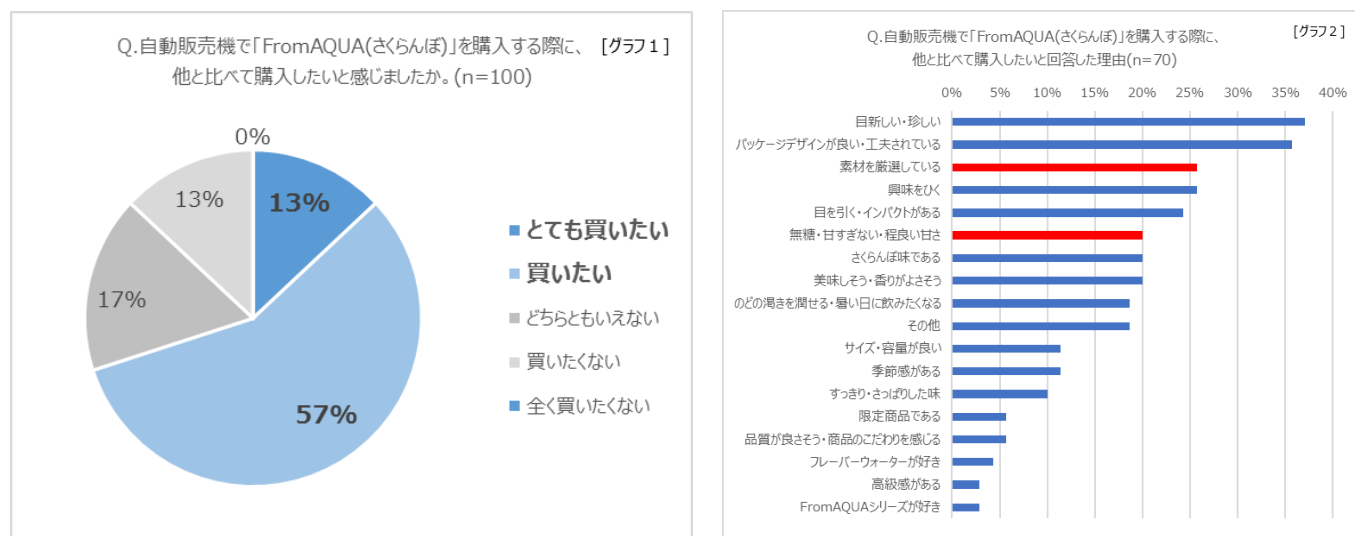 Q.自動販売機で「FromAQUA(さくらんぼ)」を購入する際に、 [グラフ1]
他と比べて購入したいと感じましたか。(n=100)
0%
13%
13%
17%
57%
とても買いたい
買いたい
どちらともいえない
買いたくない
全く買いたくない
Q.自動販売機で「FromAQUA(さくらんぼ)」を購入する際に、 [グラフ2]
他と比べて購入したいと回答した理由(n=70)
0% 5% 10% 15% 20% 25% 30% 35% 40%
目新しい・珍しい
パッケージデザインが良い・工夫されている
素材を厳選している
興味をひく
目を引く・インパクトがある
無糖・甘すぎない・程良い甘さ
さくらんぼ味である
美味しそう・香りがよさそう
のどの渇きを潤せる・暑い日に飲みたくなる
その他
サイズ・容量が良い
季節感がある
すっきり・さっぱりした味
限定商品である
品質が良さそう・商品のこだわりを感じる
フレーバーウォーターが好き
高級感がある
FromAQUAシリーズが好き